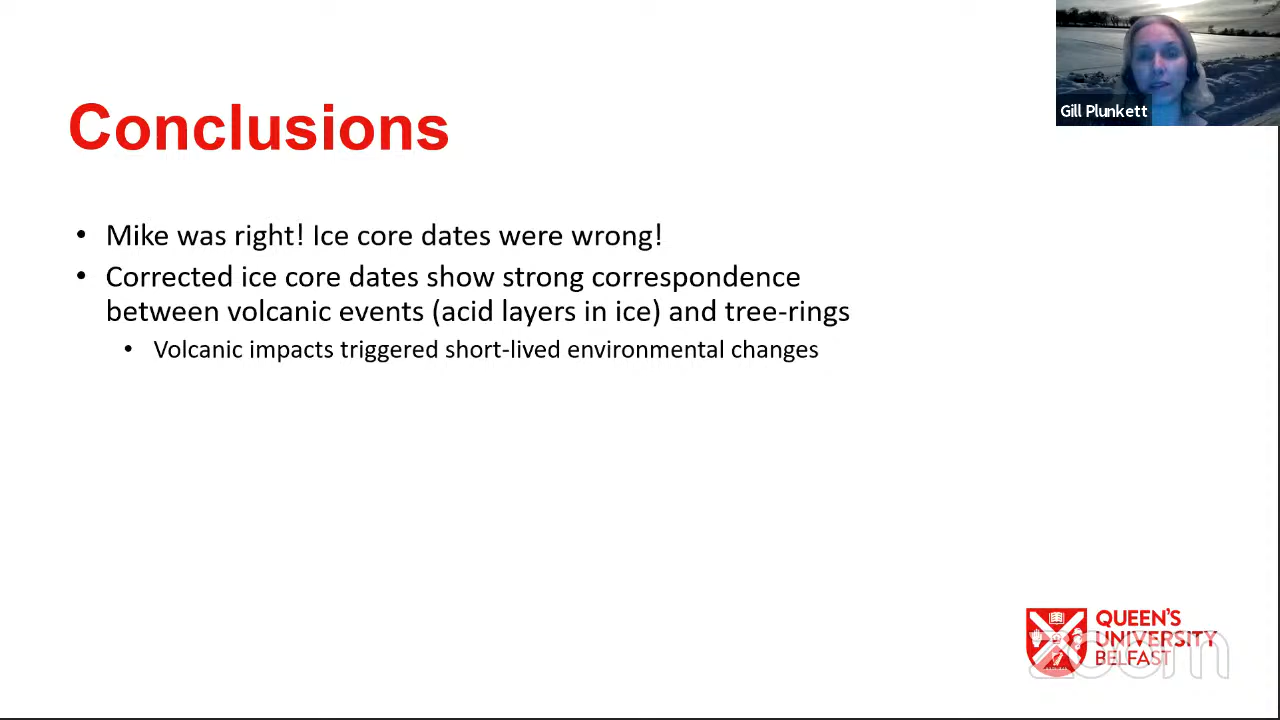 Gill Plunkett
Conclusions
• Mike was right! Ice core dates were wrong!
• Corrected ice core dates show strong correspondence
between volcanic events (acid layers in ice) and tree-rings
• Volcanic impacts triggered short-lived environmental changes
QUEEN'S
UNIVERSITY
BELFAST
zoom